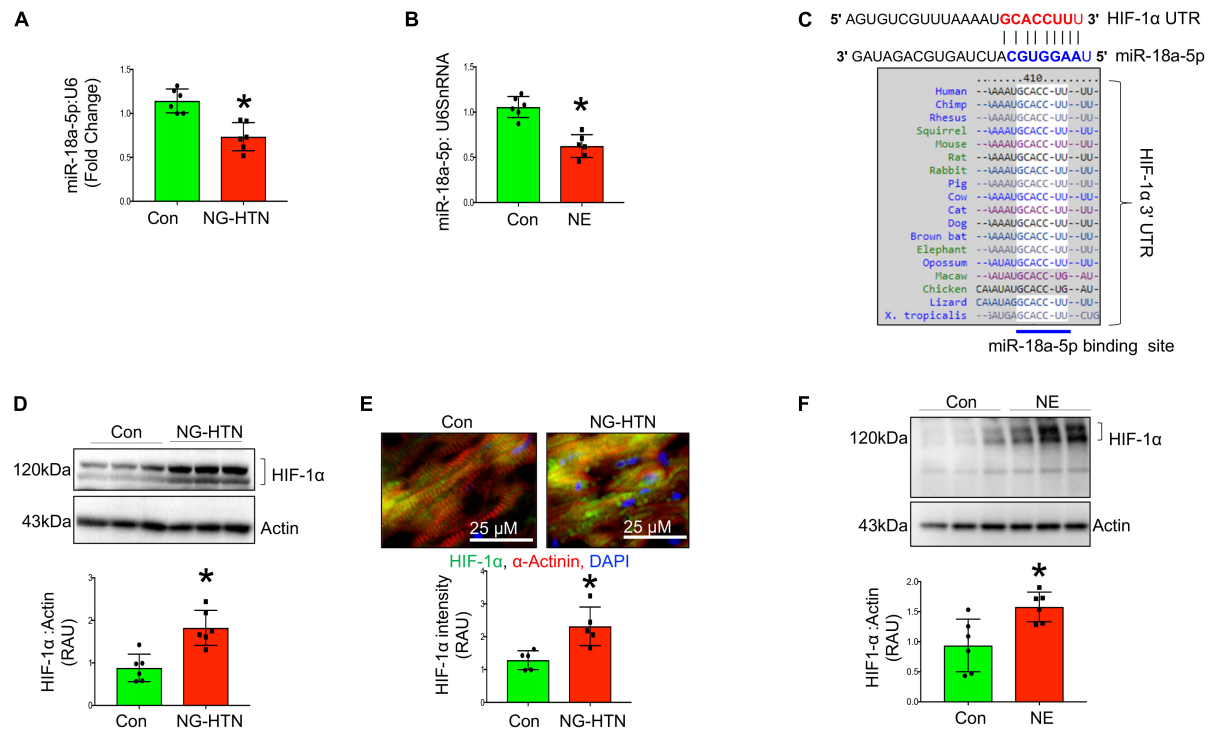 A
miR-18a-5p:U6
(Fold Change)
1.5
1.0
0.5
0.0
*
Con
NG-HTN
B
miR-18a-5p: U6SnRNA
1.5
1.0
0.5
0.0
*
Con
NE
C
5' AGUGUCGUUUAAAAUGCACCUUU 3' HIF-1α UTR
3' GAUAGACGUGAUCUACGUGGAAU 5' miR-18a-5p
410
Human
Chimp
Rhesus
Squirrel
Mouse
Rat
Rabbit
Pig
Cow
Cat
Dog
Brown bat
Elephant
Opossum
Macaw
Chicken
Lizard
X. tropicalis
HIF-1α 3' UTR
miR-18a-5p binding site
D
Con NG-HTN
120kDa
HIF-1α
43kDa
Actin
HIF-1α :Actin
(RAU)
3
2
1
0
*
Con
NG-HTN
E
Con NG-HTN
25 µM
25 µM
HIF-1α, α-Actinin, DAPI
HIF-1α intensity
(RAU)
4
3
2
1
0
*
Con
NG-HTN
F
Con NE
120kDa
HIF-1α
43kDa
Actin
HIF1-α :Actin
(RAU)
2.0
1.5
1.0
0.5
0.0
*
Con
NE